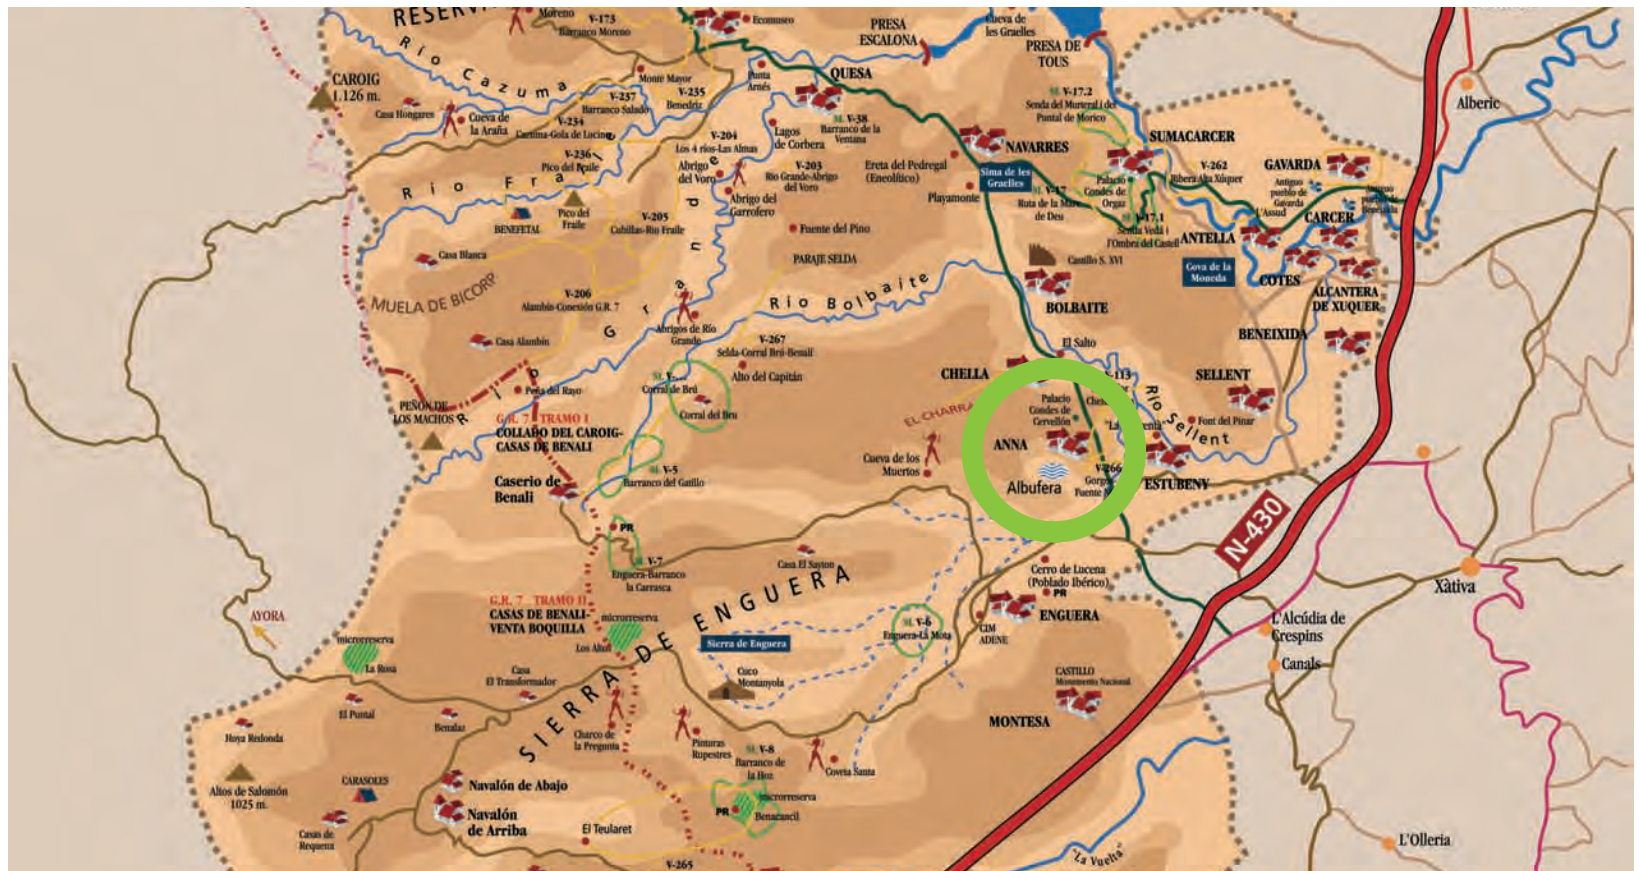 RESERV
Moreno
V-173
Barranco Moreno
Ecomuseo
PRESA
ESCALONA
Cueva de
les Graelles
PRESA DE
TOUS
Río Cazuma
CAROIG
1.126 m.
Casa Hongares
Cueva de
la Araña
Monte Mayor
V-237
Barranco Salado
V-235
Benedriz
V-234
Punta
Arnés
QUESA
V-38
Barranco de la
Ventana
V-17.2
Senda del Murteral i del
Puntal de Morico
Alberic
V-204
Los 4 ríos-Las Almas
Lagos
de Corbera
V-236
Pico del Fraile
Abrigo
del Voro
V-203
Río Grande-Abrigo
del Voro
Ereta del Pedregal
(Eneolítico)
NAVARRES
Sima de les
Graelles
SUMACARCER
V-262
Ribera Alta Xúquer
GAVARDA
Antiguo
pueblo de
Gavarda
Río Fraile
Abrigo del
Garrofero
Playamonte
V-17
Ruta de la Mare
de Deu
Palacio
Condes de
Orgaz
L'Assud
CARCER
BENEFETAL
Pico del
Fraile
V-205
Cubillas-Río Fraile
Fuente del Pino
V-17.1
Senda Vedà i
l'Ombra del Castell
ANTELLA
Casa Blanca
PARAJE SELDA
Castillo S. XVI
Cova de la
Moneda
COTES
ALCANTERA
DE XUQUER
MUELA DE BICORP
V-206
Alambín-Conexión G.R. 7
Río Grande
Río Bolbaite
BOLBAITE
BENEIXIDA
Abrigos de Río
Grande
Casa Alambín
V-267
Selda-Corral Brú-Benalí
El Salto
CHELLA
V-113
SELLENT
Corral de Brú
Alto del Capitán
Peña del Rayo
PEÑÓN DE
LOS MACHOS
Corral del Bru
EL CHARRA
Palacio
Condes de
Cervellón
Río Sellent
Font del Pinar
G.R. 7 TRAMO I
COLLADO DEL CAROIG-
CASAS DE BENALI
ANNA
Cueva de los
Muertos
V-5
Barranco del Gatillo
Caserio de
Benali
Albufera
V-266
ESTUBENY
N-430
PR
V-7
Enguera-Barranco
la Carrasca
Casa El Sayton
Cerro de Lucena
(Poblado Ibérico)
PR
Xàtiva
AYORA
G.R. 7 TRAMO II
CASAS DE BENALI-
VENTA BOQUILLA
microrreserva
Los Altos
SIERRA DE ENGUERA
V-6
Enguera-La Mota
CIM
ADENE
ENGUERA
L'Alcúdia de
Crespins
Canals
microrreserva
La Rosa
Sierra de Enguera
Casa
El Transformador
Cuco
Montanyola
CASTILLO
Monumento Nacional
MONTESA
El Puntal
Benalaz
Hoya Redonda
Charco de
la Pregunta
Pinturas
Rupestres
V-8
Barranco de
la Hoz
Coveta Santa
Altos de Salomón
1025 m.
CARASOLES
Navalón de Abajo
Navalón
de Arriba
microrreserva
PR
Benacancil
Casas de
Requena
El Teularet
V-265
"La Vuelta"
L'Olleria